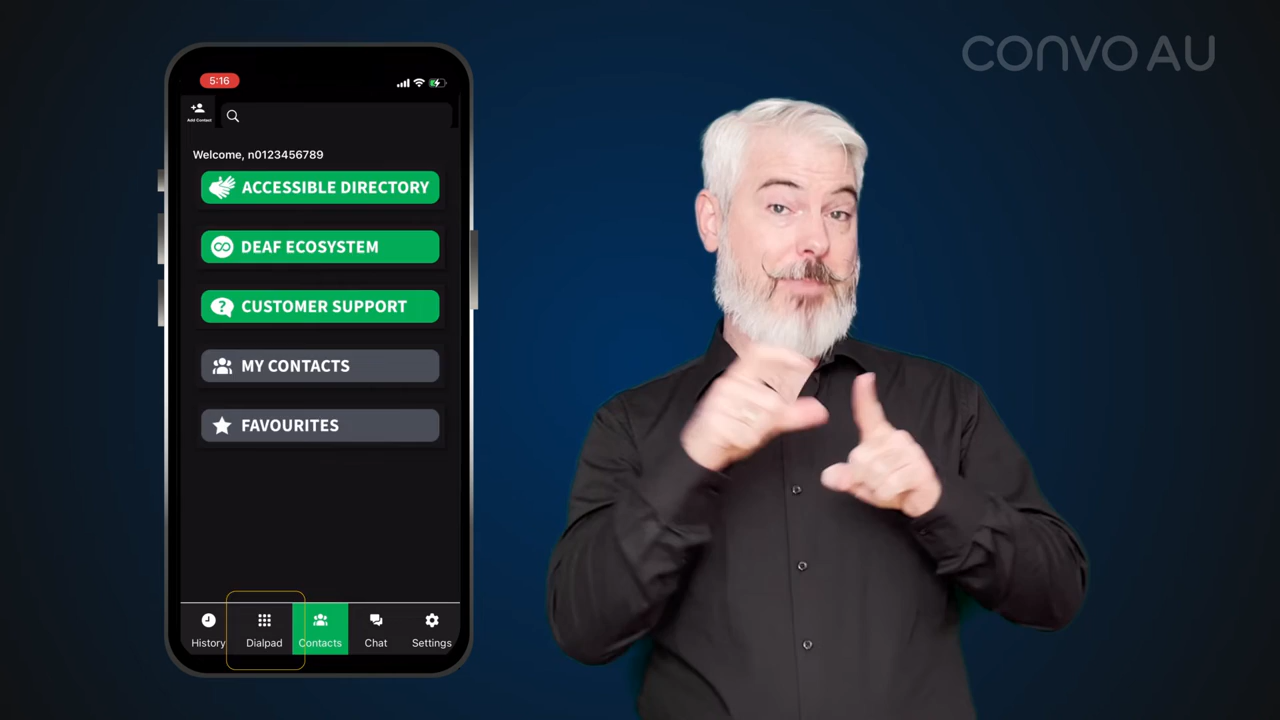 CONVO AU
5:16
Add Contact
Welcome, n0123456789
ACCESSIBLE DIRECTORY
DEAF ECOSYSTEM
CUSTOMER SUPPORT
MY CONTACTS
FAVOURITES
History Dialpad Contacts Chat Settings